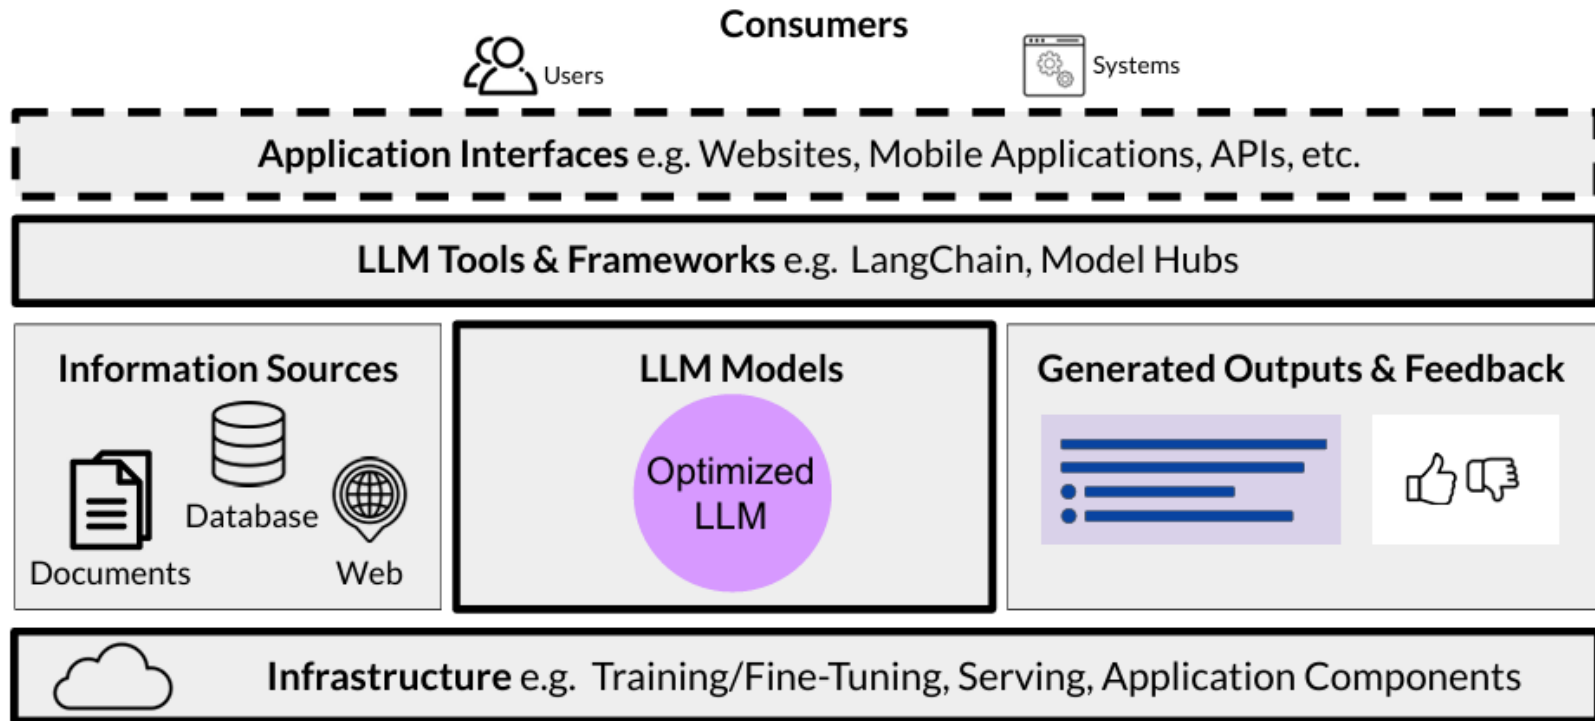 Consumers
Users
Systems
Application Interfaces e.g. Websites, Mobile Applications, APIs, etc.
LLM Tools & Frameworks e.g. LangChain, Model Hubs
Information Sources
Database
Documents
Web
LLM Models
Optimized
LLM
Generated Outputs & Feedback
Infrastructure e.g. Training/Fine-Tuning, Serving, Application Components